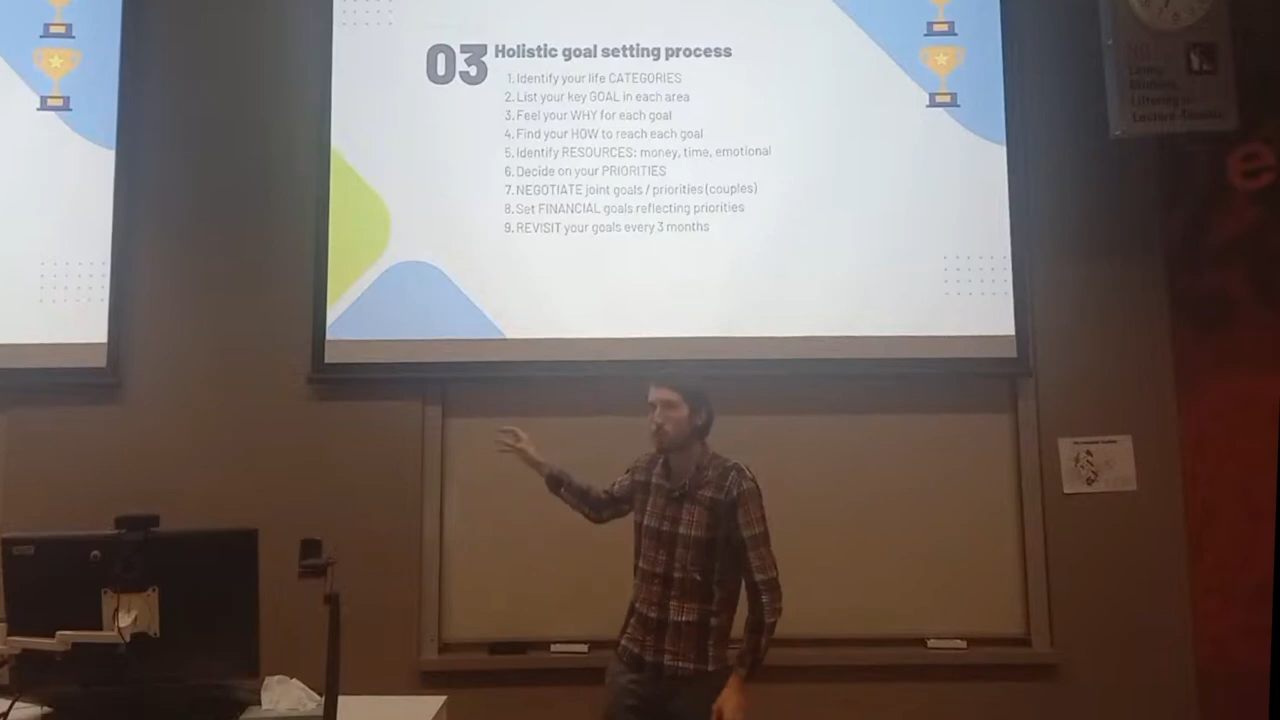 03 Holistic goal setting process
1. Identify your life CATEGORIES
2. List your key GOAL in each area
3. Feel your WHY for each goal
4. Find your HOW to reach each goal
5. Identify RESOURCES: money, time, emotional
6. Decide on your PRIORITIES
7. NEGOTIATE joint goals / priorities (couples)
8. Set FINANCIAL goals reflecting priorities
9. REVISIT your goals every 3 months
e